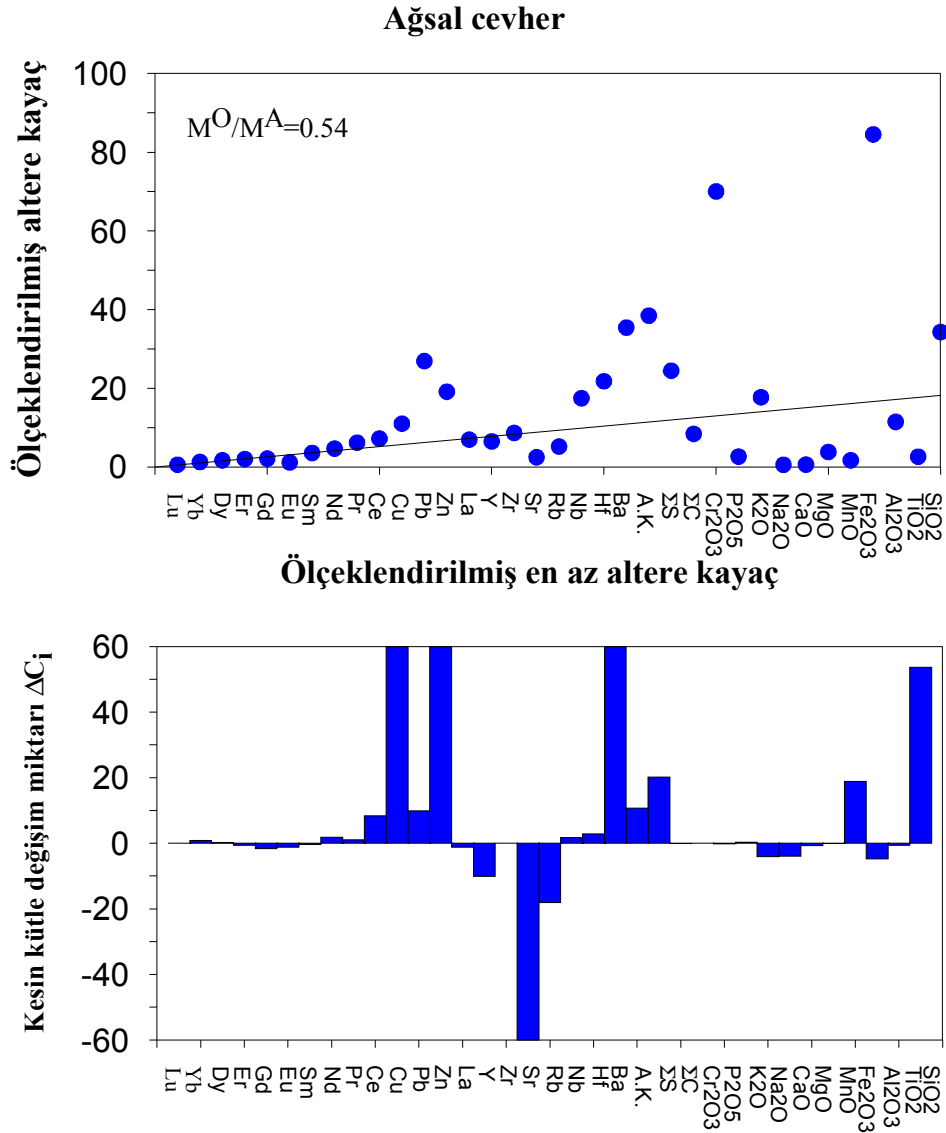 Ağsal cevher
Ölçeklendirilmiş altere kayaç
100
80
60
40
20
0
M^O/M^A=0.54
Lu Yb Dy Er Gd Eu Sm Nd Pr Ce Cu Pb Zn La Y Zr Sr Rb Nb Hf Ba A.K. ΣS ΣC Cr2O3 P2O5 K2O Na2O CaO MgO MnO Fe2O3 Al2O3 TiO2 SiO2
Ölçeklendirilmiş en az altere kayaç
Kesin kütle değişim miktarı ΔCi
60
40
20
0
-20
-40
-60
Lu Yb Dy Er Gd Eu Sm Nd Pr Ce Cu Pb Zn La Y Zr Sr Rb Nb Hf Ba A.K. ΣS ΣC Cr2O3 P2O5 K2O Na2O CaO MgO MnO Fe2O3 Al2O3 TiO2 SiO2